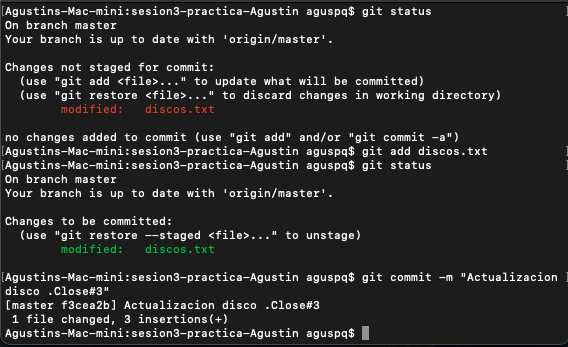 [Agustins-Mac-mini:sesion3-practica-Agustin aguspq$ git status
On branch master
Your branch is up to date with 'origin/master'.

Changes not staged for commit:
  (use "git add <file>..." to update what will be committed)
  (use "git restore <file>..." to discard changes in working directory)
        modified:   discos.txt

no changes added to commit (use "git add" and/or "git commit -a")
[Agustins-Mac-mini:sesion3-practica-Agustin aguspq$ git add discos.txt
[Agustins-Mac-mini:sesion3-practica-Agustin aguspq$ git status
On branch master
Your branch is up to date with 'origin/master'.

Changes to be committed:
  (use "git restore --staged <file>..." to unstage)
        modified:   discos.txt

[Agustins-Mac-mini:sesion3-practica-Agustin aguspq$ git commit -m "Actualizacion ]
disco .Close#3"
[master f3cea2b] Actualizacion disco .Close#3
 1 file changed, 3 insertions(+)
Agustins-Mac-mini:sesion3-practica-Agustin aguspq$